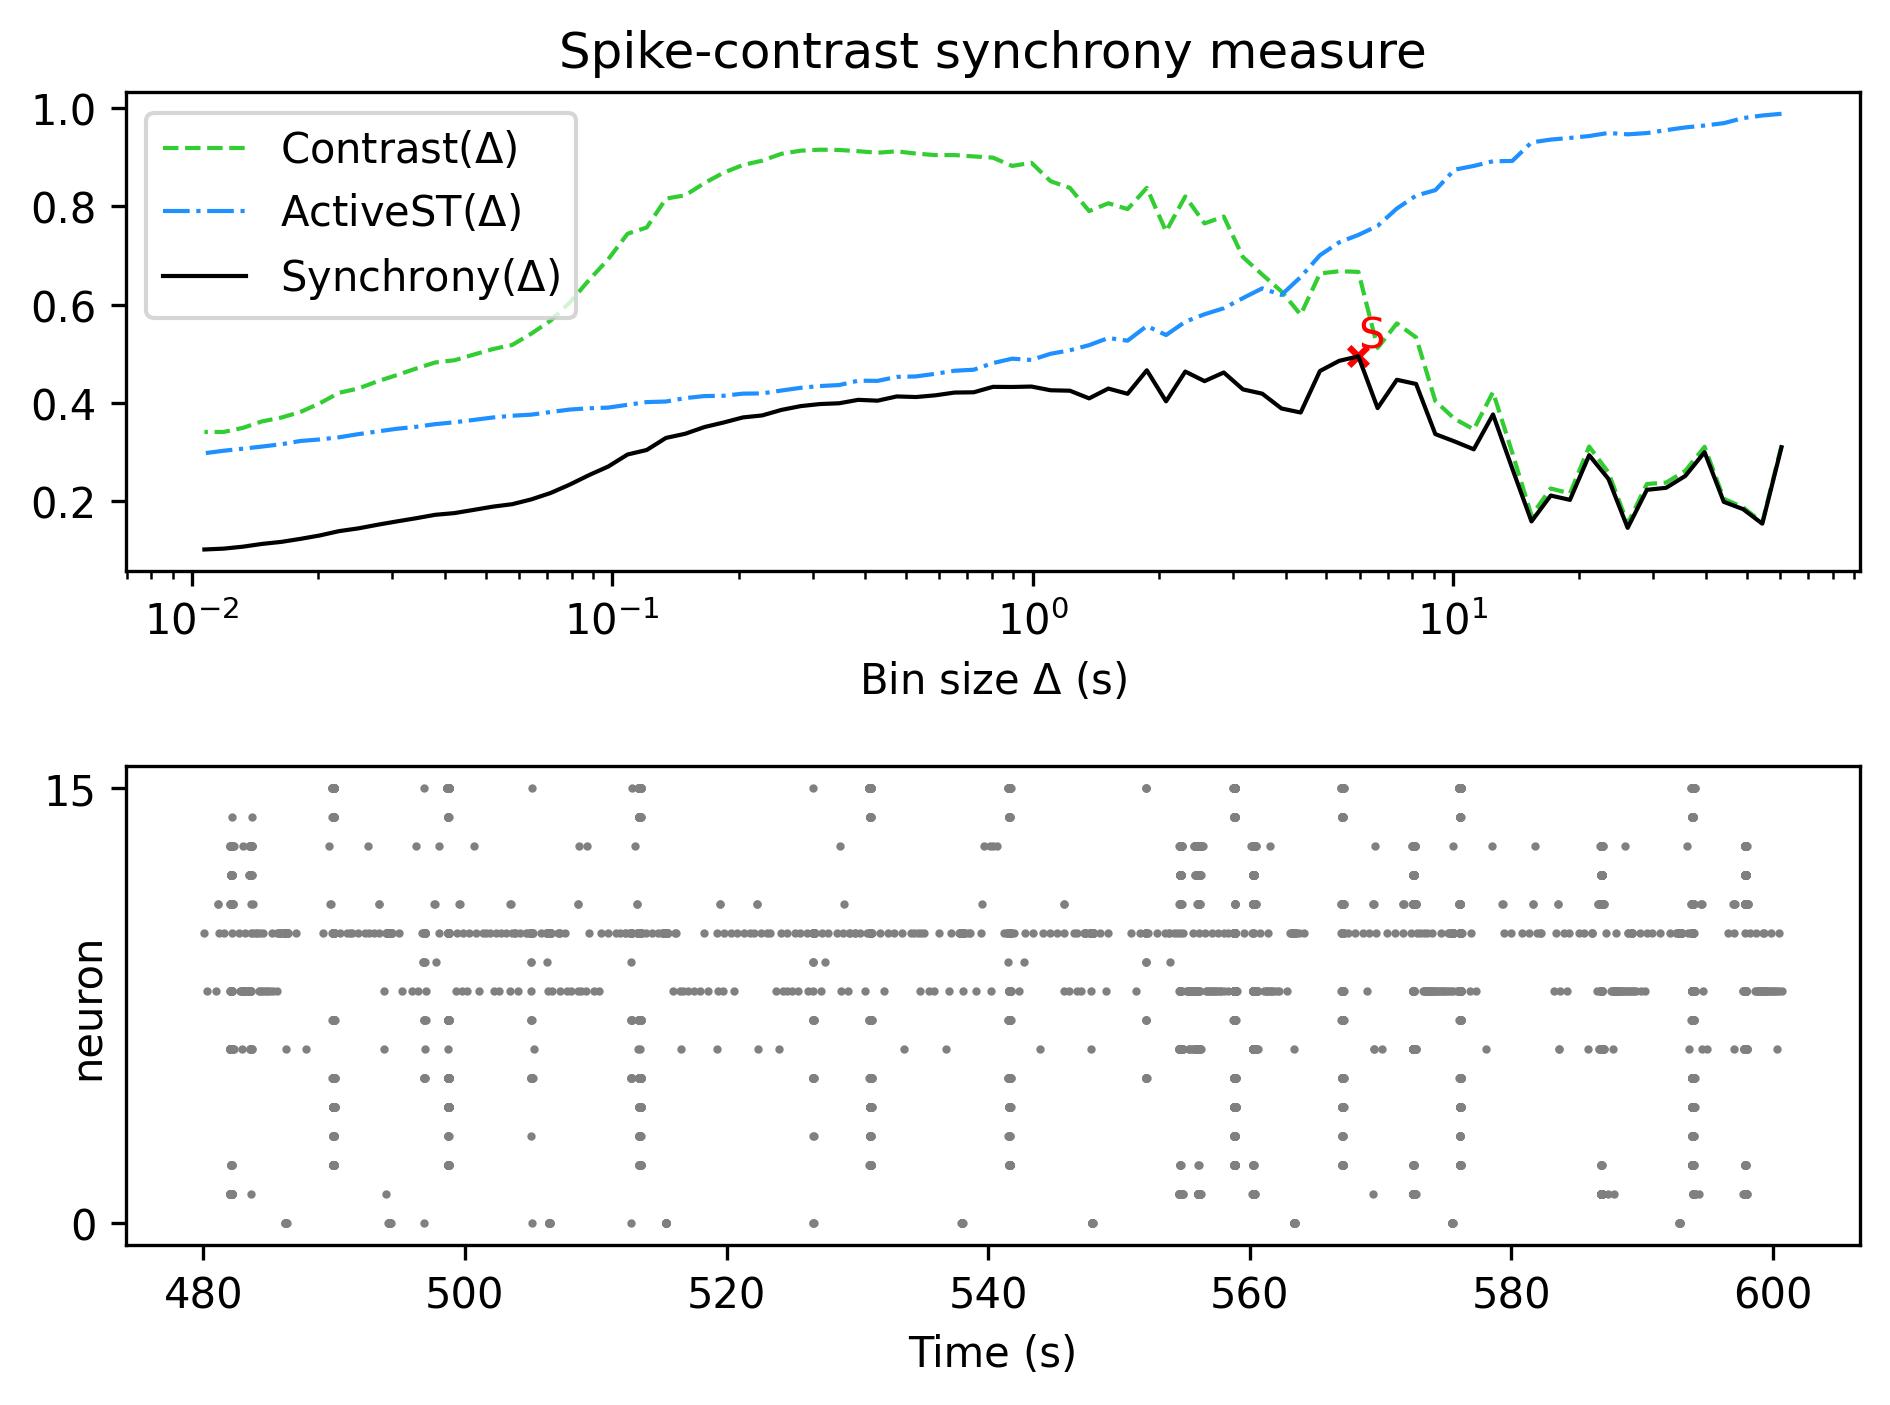 Spike-contrast synchrony measure
1.0
0.8
0.6
0.4
0.2
Contrast(Δ)
ActiveST(Δ)
Synchrony(Δ)
S
10⁻² 10⁻¹ 10⁰ 10¹
Bin size Δ (s)
15
0
neuron
480 500 520 540 560 580 600
Time (s)